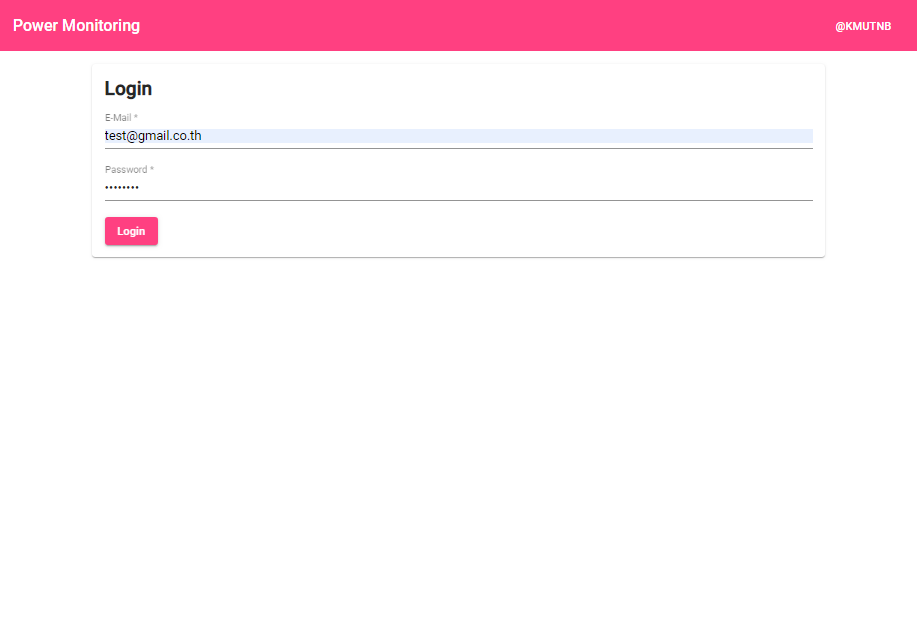 Power Monitoring
@KMUTNB
Login
E-Mail *
test@gmail.co.th
Password *
••••••••
Login